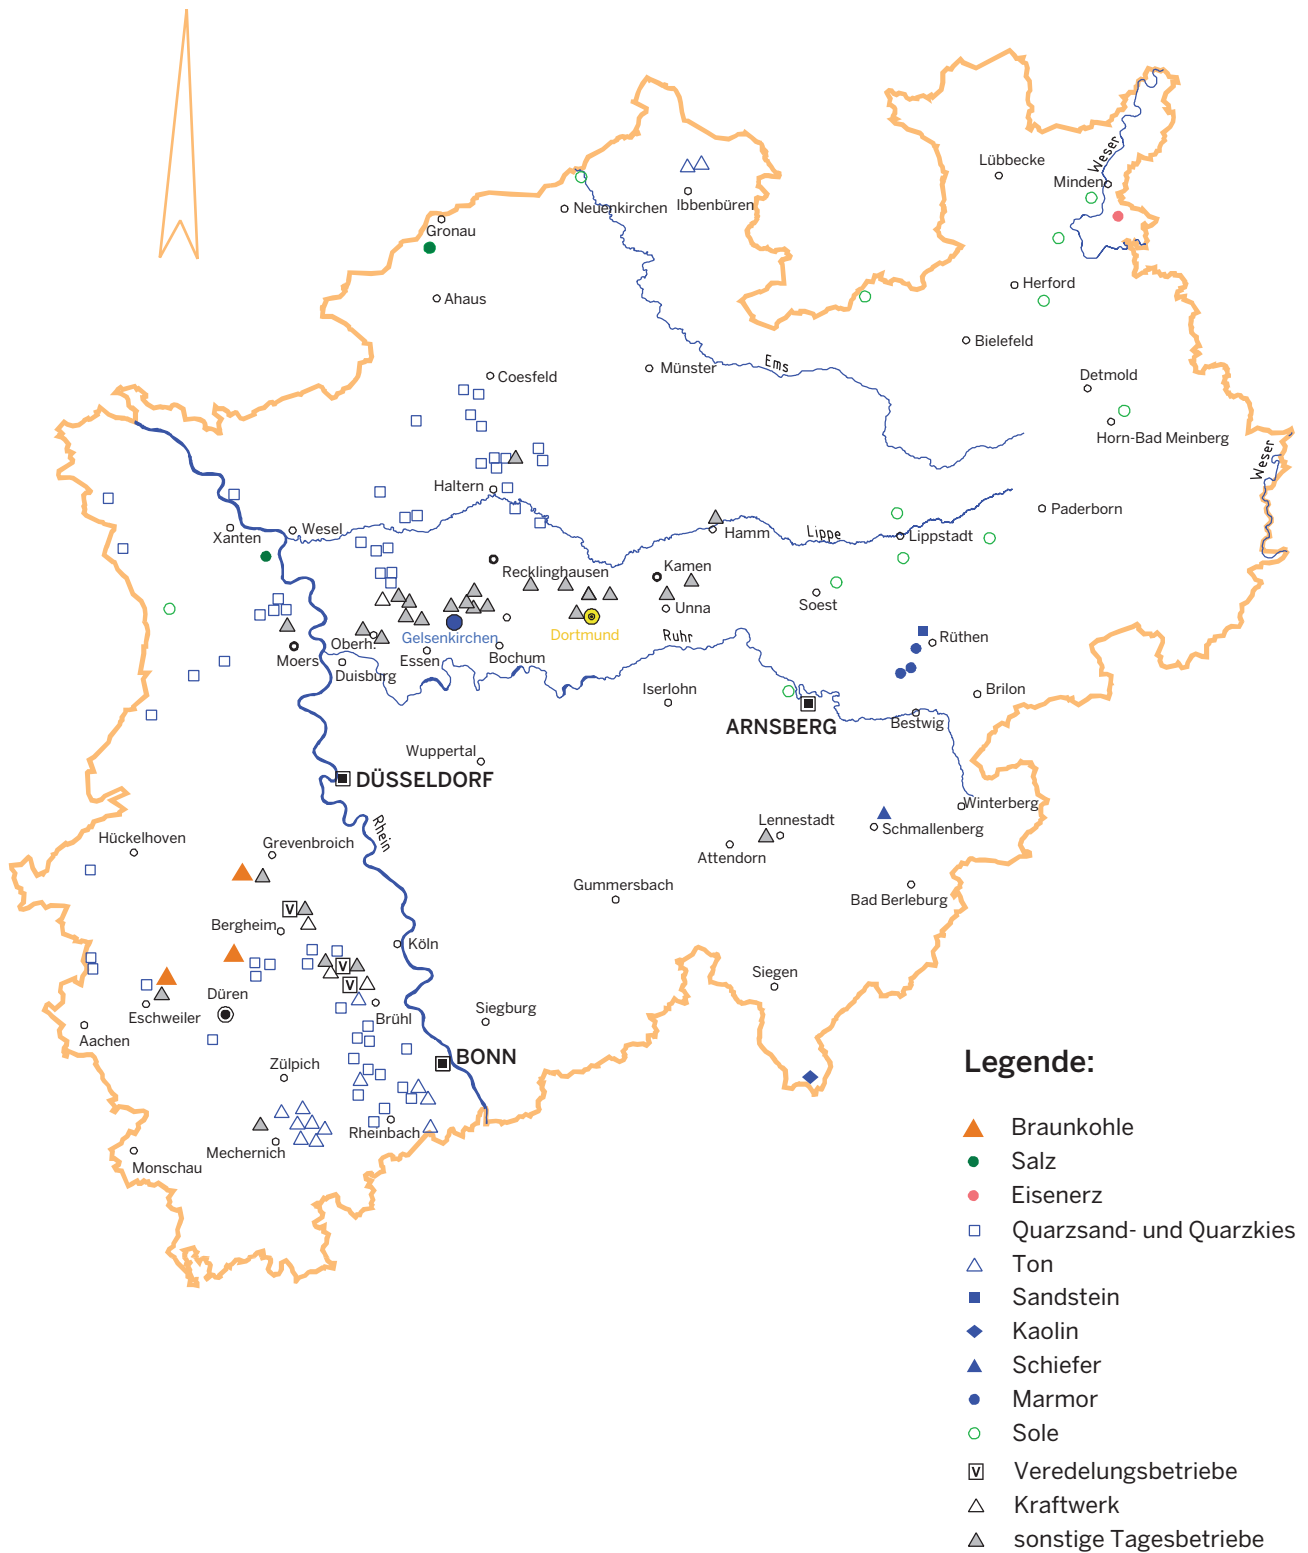 Lübbecke
Weser
Minden
Ibbenbüren
Neuenkirchen
Gronau
Herford
Ahaus
Bielefeld
Ems
Münster
Coesfeld
Detmold
Horn-Bad Meinberg
Weser
Haltern
Paderborn
Wesel
Xanten
Hamm
Lippe
Lippstadt
Recklinghausen
Kamen
Soest
Unna
Gelsenkirchen
Dortmund
Ruhr
Rüthen
Oberh.
Moers
Essen
Bochum
Duisburg
Iserlohn
Brilon
ARNSBERG
Bestwig
Wuppertal
DÜSSELDORF
Winterberg
Rhein
Lennestadt
Schmallenberg
Hückelhoven
Grevenbroich
Attendorn
Gummersbach
Bad Berleburg
Bergheim
Köln
Siegen
Düren
Eschweiler
Brühl
Siegburg
Aachen
BONN
Zülpich
Rheinbach
Mechernich
Monschau
Legende:
Braunkohle
Salz
Eisenerz
Quarzsand- und Quarzkies
Ton
Sandstein
Kaolin
Schiefer
Marmor
Sole
V Veredelungsbetriebe
Kraftwerk
sonstige Tagesbetriebe
V
V
V